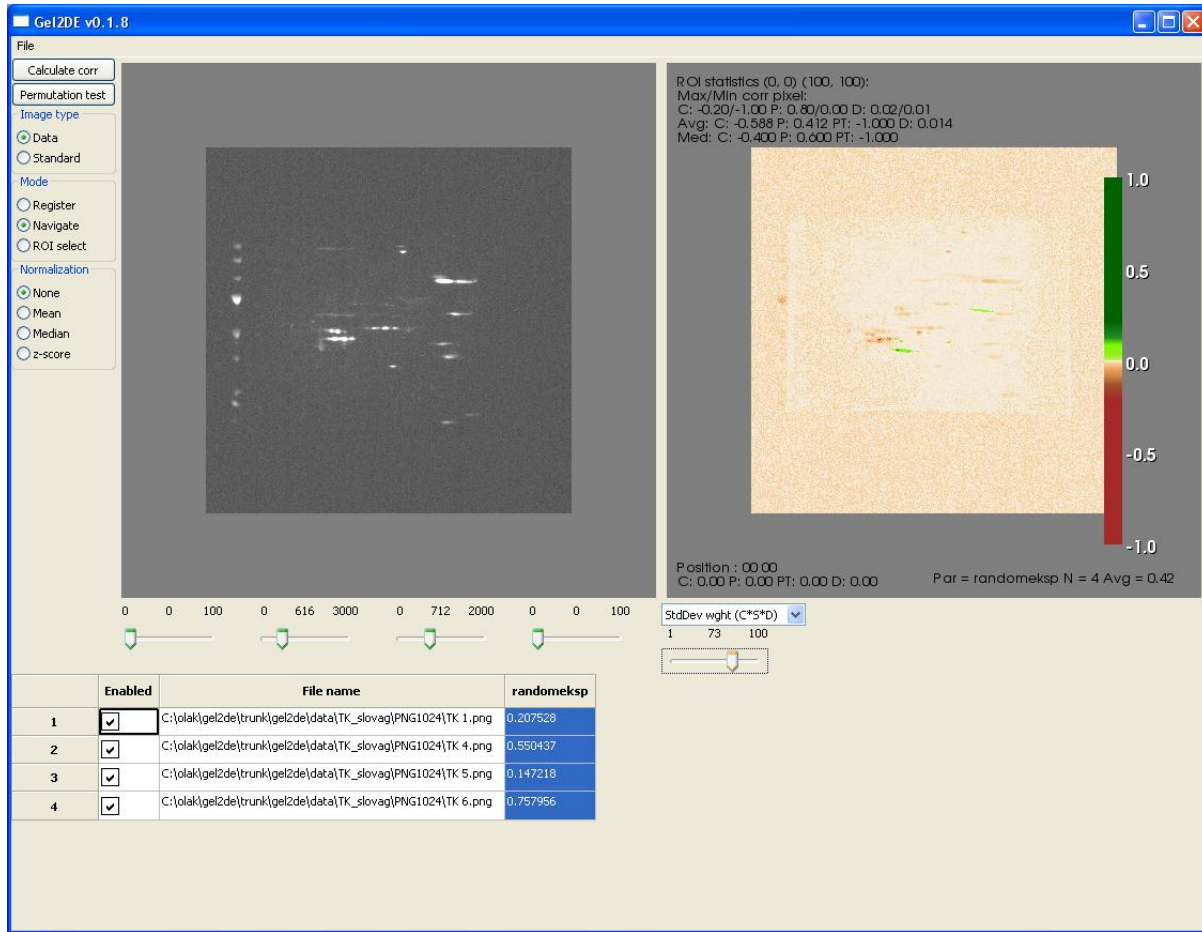 Gel2DE v0.1.8
File
Calculate corr
Permutation test
Image type
Data
Standard
Mode
Register
Navigate
ROI select
Normalization
None
Mean
Median
z-score
ROI statistics (0, 0) (100, 100):
Max/Min corr pixel:
C: -0.20/-1.00 P: 0.80/0.00 D: 0.02/0.01
Avg: C: -0.588 P: 0.412 PT: -1.000 D: 0.014
Med: C: -0.400 P: 0.600 PT: -1.000
1.0
0.5
0.0
-0.5
-1.0
Position : 00 00
C: 0.00 P: 0.00 PT: 0.00 D: 0.00
Par = randomeksp N = 4 Avg = 0.42
0 0 100 0 616 3000 0 712 2000 0 0 100
StdDev wght (C*S*D)
1 73 100
Enabled File name randomeksp
1 C:\olak\gel2de\trunk\gel2de\data\TK_slovag\PNG1024\TK 1.png 0.207528
2 C:\olak\gel2de\trunk\gel2de\data\TK_slovag\PNG1024\TK 4.png 0.550437
3 C:\olak\gel2de\trunk\gel2de\data\TK_slovag\PNG1024\TK 5.png 0.147218
4 C:\olak\gel2de\trunk\gel2de\data\TK_slovag\PNG1024\TK 6.png 0.757956